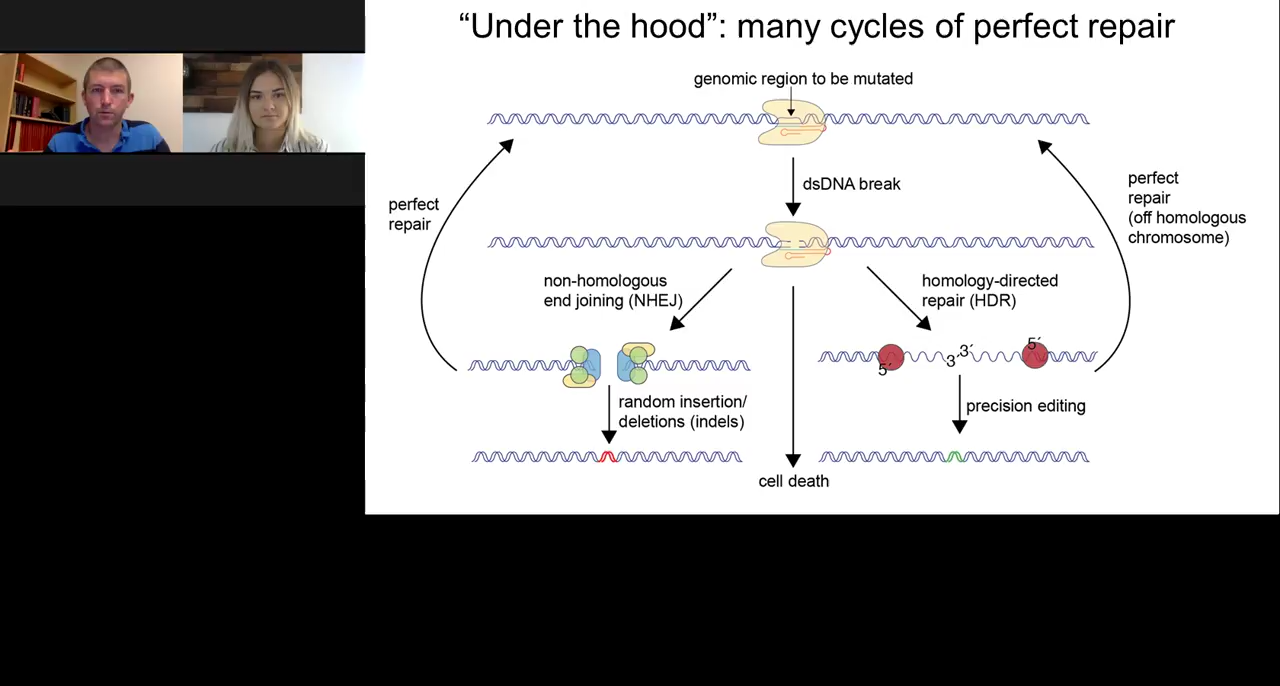 “Under the hood”: many cycles of perfect repair
genomic region to be mutated
dsDNA break
perfect
repair
perfect
repair
(off homologous
chromosome)
non-homologous
end joining (NHEJ)
homology-directed
repair (HDR)
5´
3´
3´
5´
random insertion/
deletions (indels)
precision editing
cell death